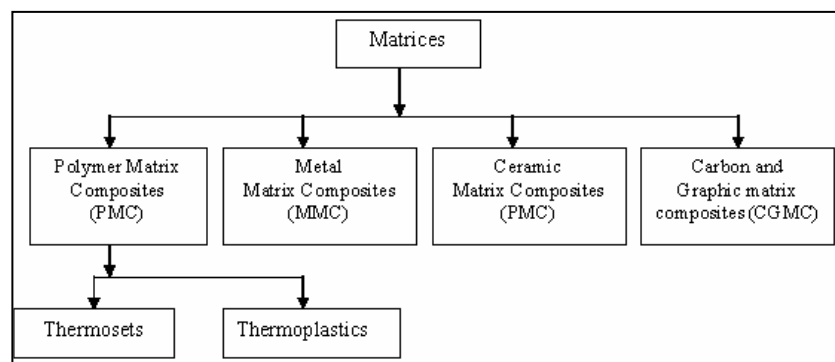 Matrices
Polymer Matrix
Composites
(PMC)
Metal
Matrix Composites
(MMC)
Ceramic
Matrix Composites
(PMC)
Carbon and
Graphic matrix
composites (CGMC)
Thermosets
Thermoplastics